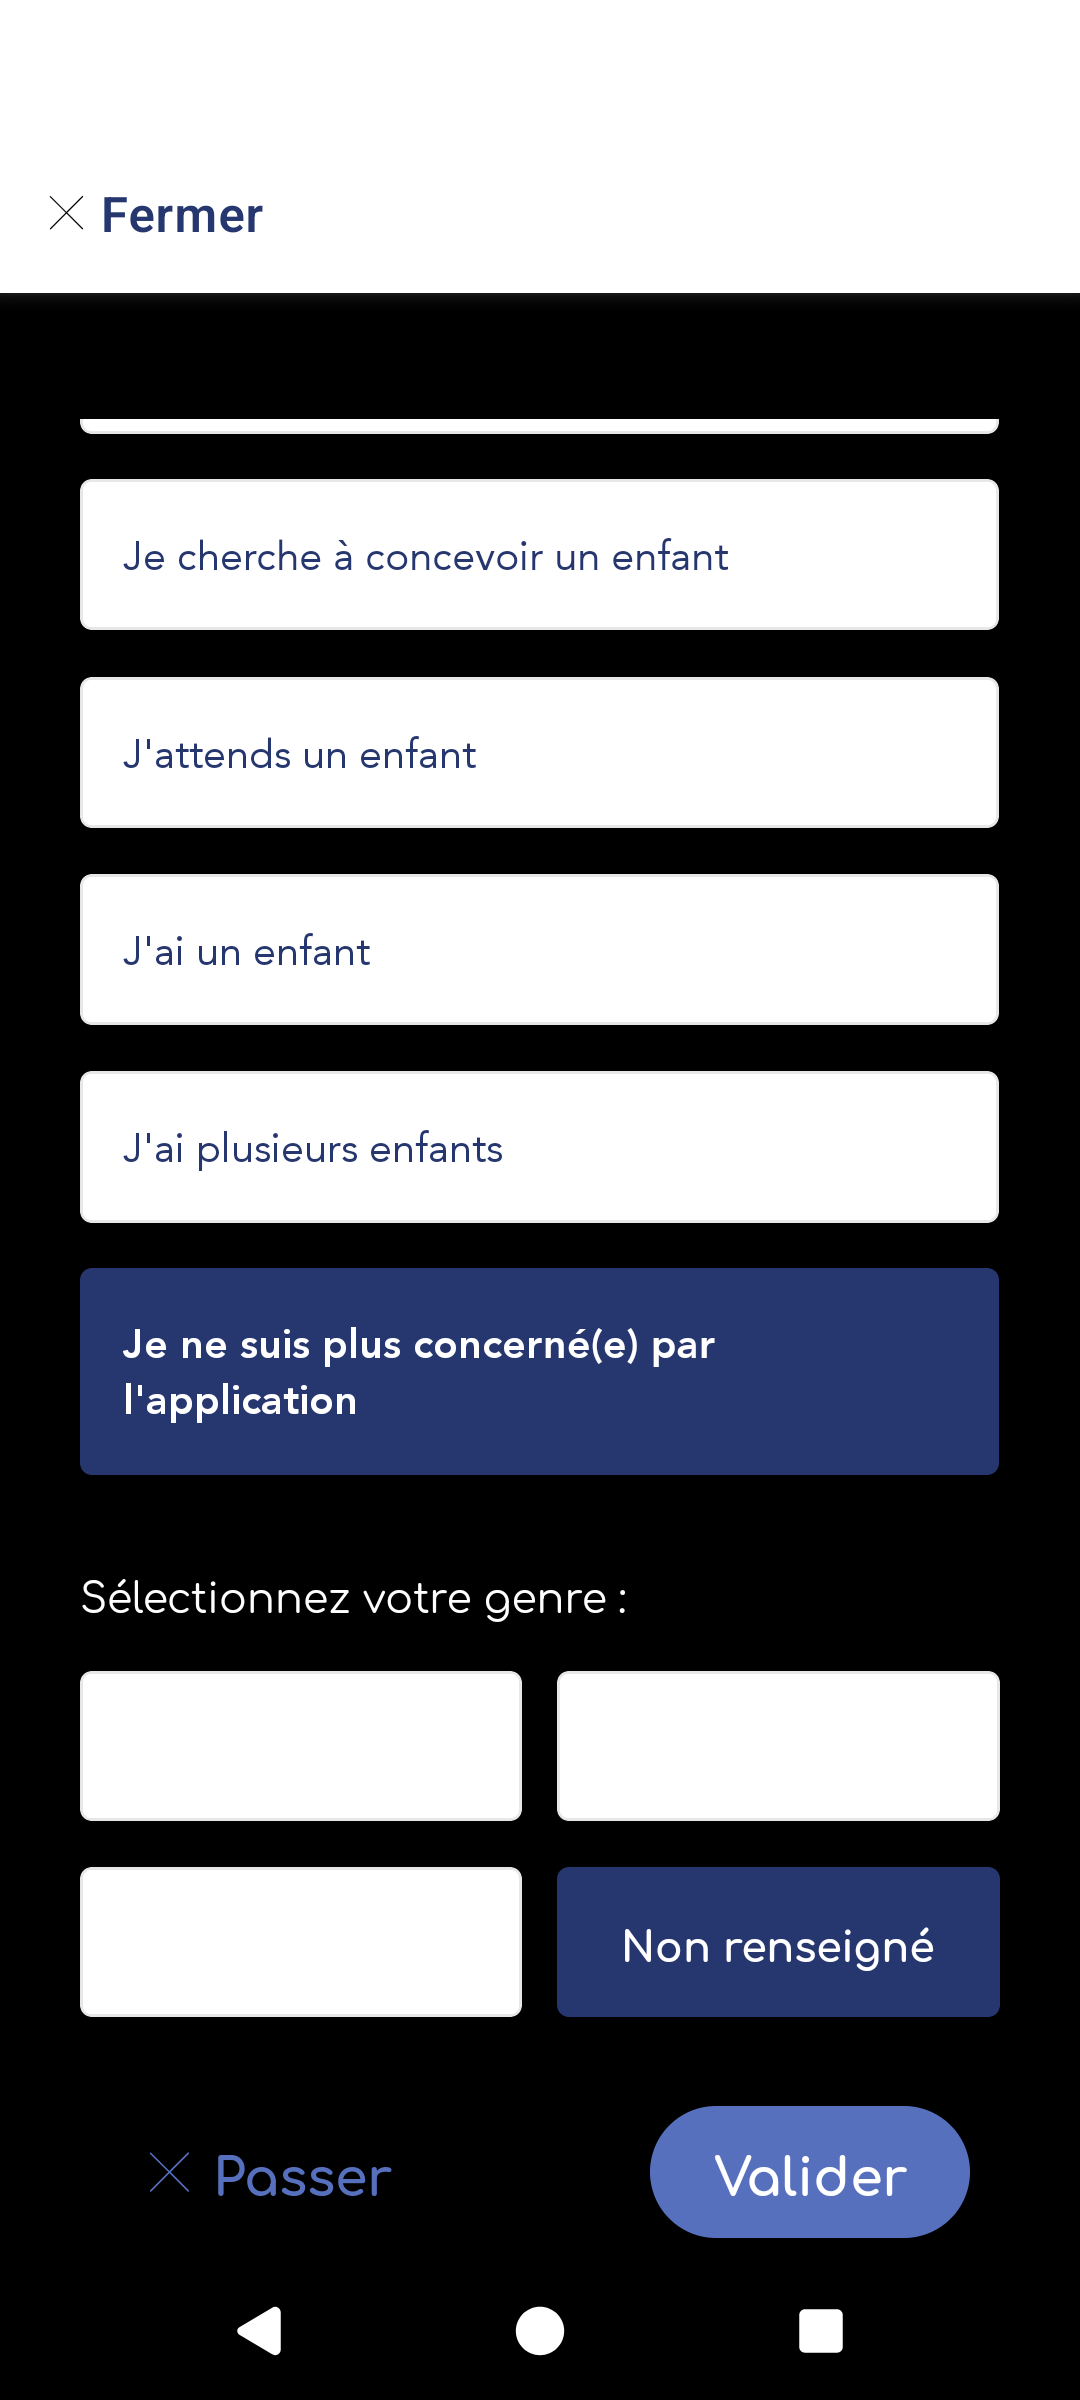 Fermer
Je cherche à concevoir un enfant
J'attends un enfant
J'ai un enfant
J'ai plusieurs enfants
Je ne suis plus concerné(e) par
l'application
Sélectionnez votre genre :
Non renseigné
Passer
Valider